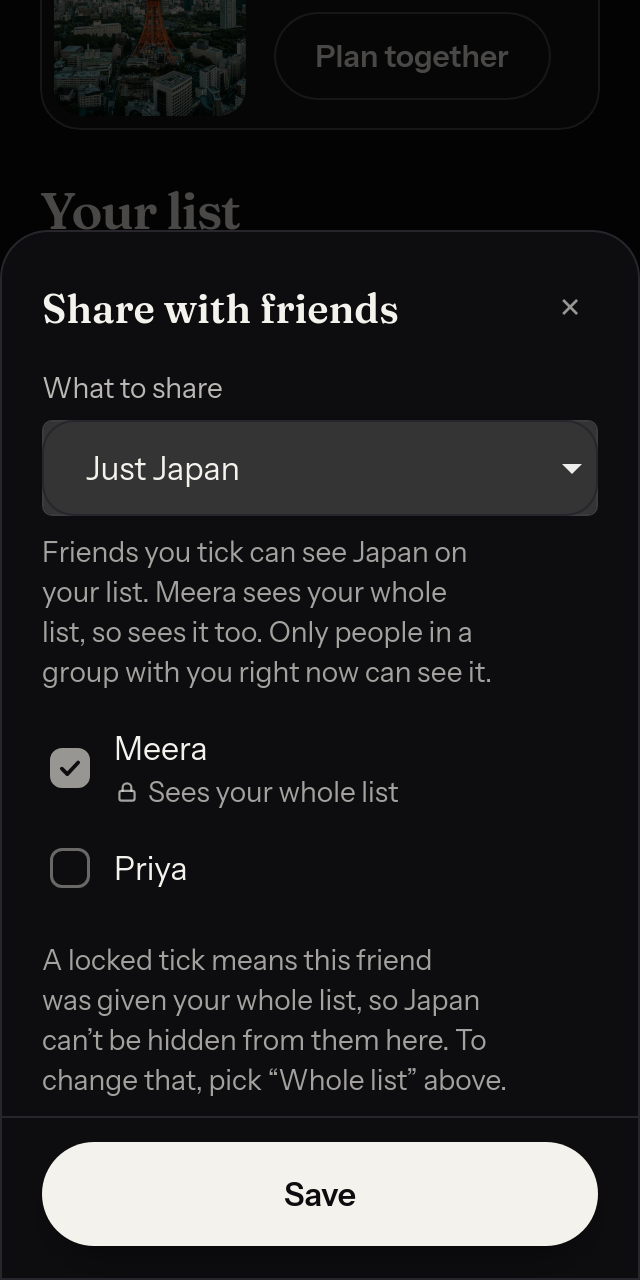 Plan together
Your list
Share with friends
What to share
Just Japan
Friends you tick can see Japan on
your list. Meera sees your whole
list, so sees it too. Only people in a
group with you right now can see it.
Meera
Sees your whole list
Priya
A locked tick means this friend
was given your whole list, so Japan
can’t be hidden from them here. To
change that, pick “Whole list” above.
Save